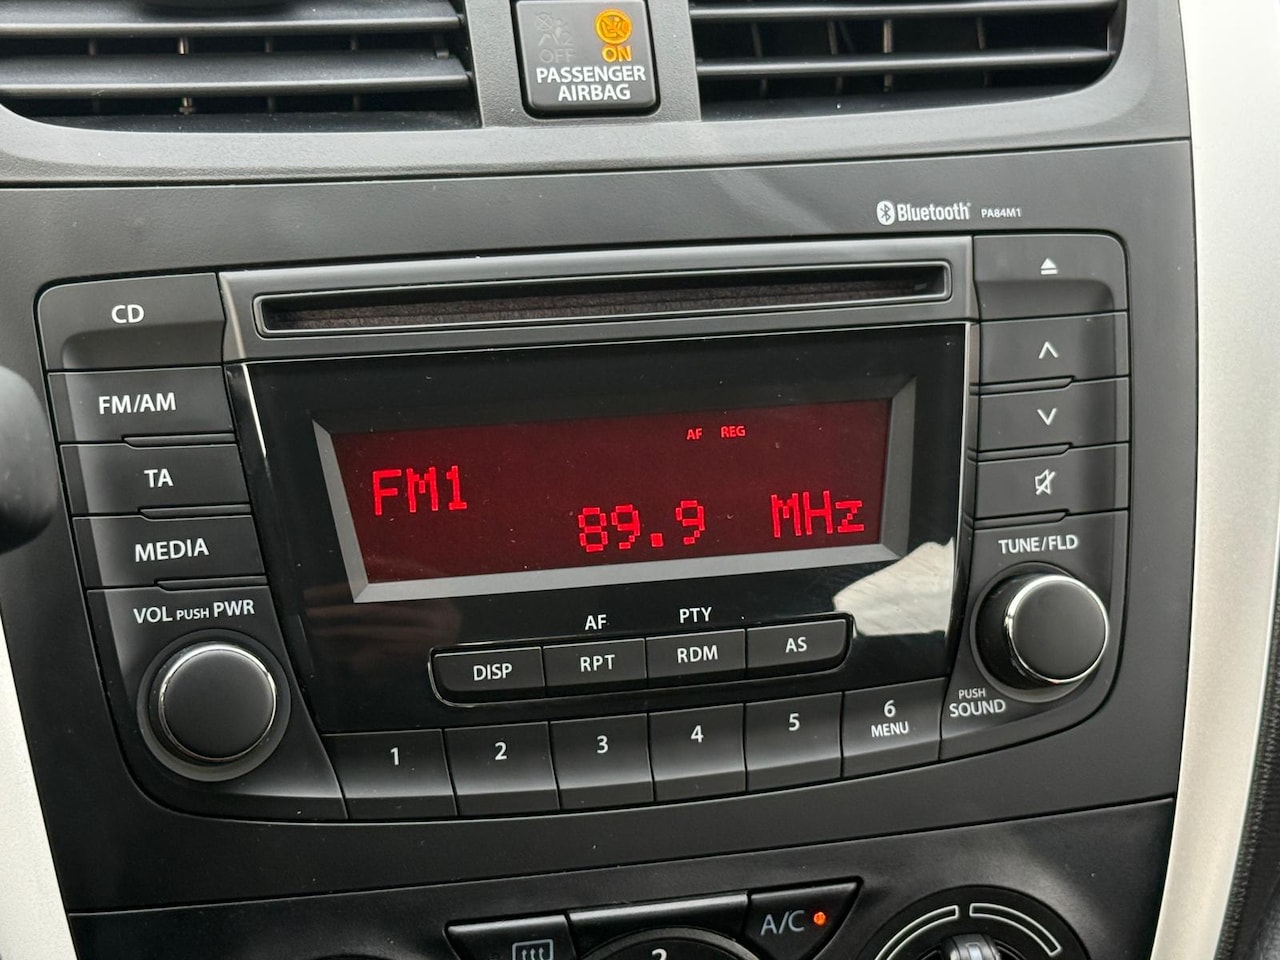 OFF ON
PASSENGER
AIRBAG
Bluetooth® PA84M1
CD
FM/AM
TA
MEDIA
VOL PUSH PWR
AF REG
FM1
89.9 MHz
TUNE/FLD
AF PTY
DISP RPT RDM AS
PUSH
SOUND
1 2 3 4 5 6
MENU
A/C
2